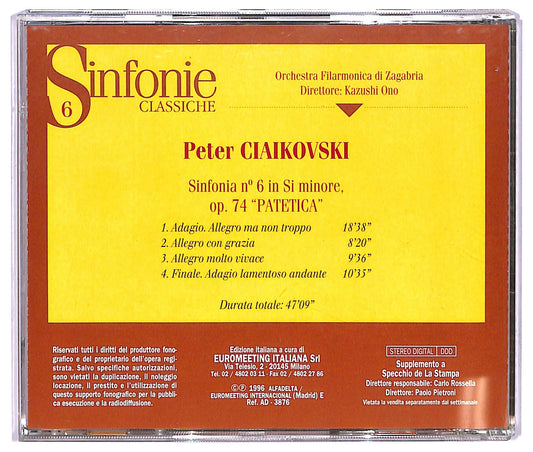 Sinfonie
6
CLASSICHE
Orchestra Filarmonica di Zagabria
Direttore: Kazushi Ono
Peter CIAIKOVSKI
Sinfonia nº 6 in Si minore,
op. 74 “PATETICA”
1. Adagio. Allegro ma non troppo 18’38”
2. Allegro con grazia 8’20”
3. Allegro molto vivace 9’36”
4. Finale. Adagio lamentoso andante 10’35”
Durata totale: 47’09”
Riservati tutti i diritti del produttore fono-
grafico e del proprietario dell’opera regi-
strata. Salvo specifiche autorizzazioni,
sono vietati la duplicazione, il noleggio
locazione, il prestito e l’utilizzazione di
questo supporto fonografico per la pubbli-
ca esecuzione e la radiodiffusione.
Edizione italiana a cura di
EUROMEETING ITALIANA Srl
Via Telesio, 2 - 20145 Milano
Tel. 02 / 4802 03 11 - Fax 02 / 4802 27 86
©℗ 1996 ALFADELTA /
EUROMEETING INTERNACIONAL (Madrid) E
Ref. AD - 3876
STEREO DIGITAL DDD
Supplemento a
Specchio de La Stampa
Direttore responsabile: Carlo Rossella
Direttore: Paolo Pietroni
Vietata la vendita separatamente dal settimanale